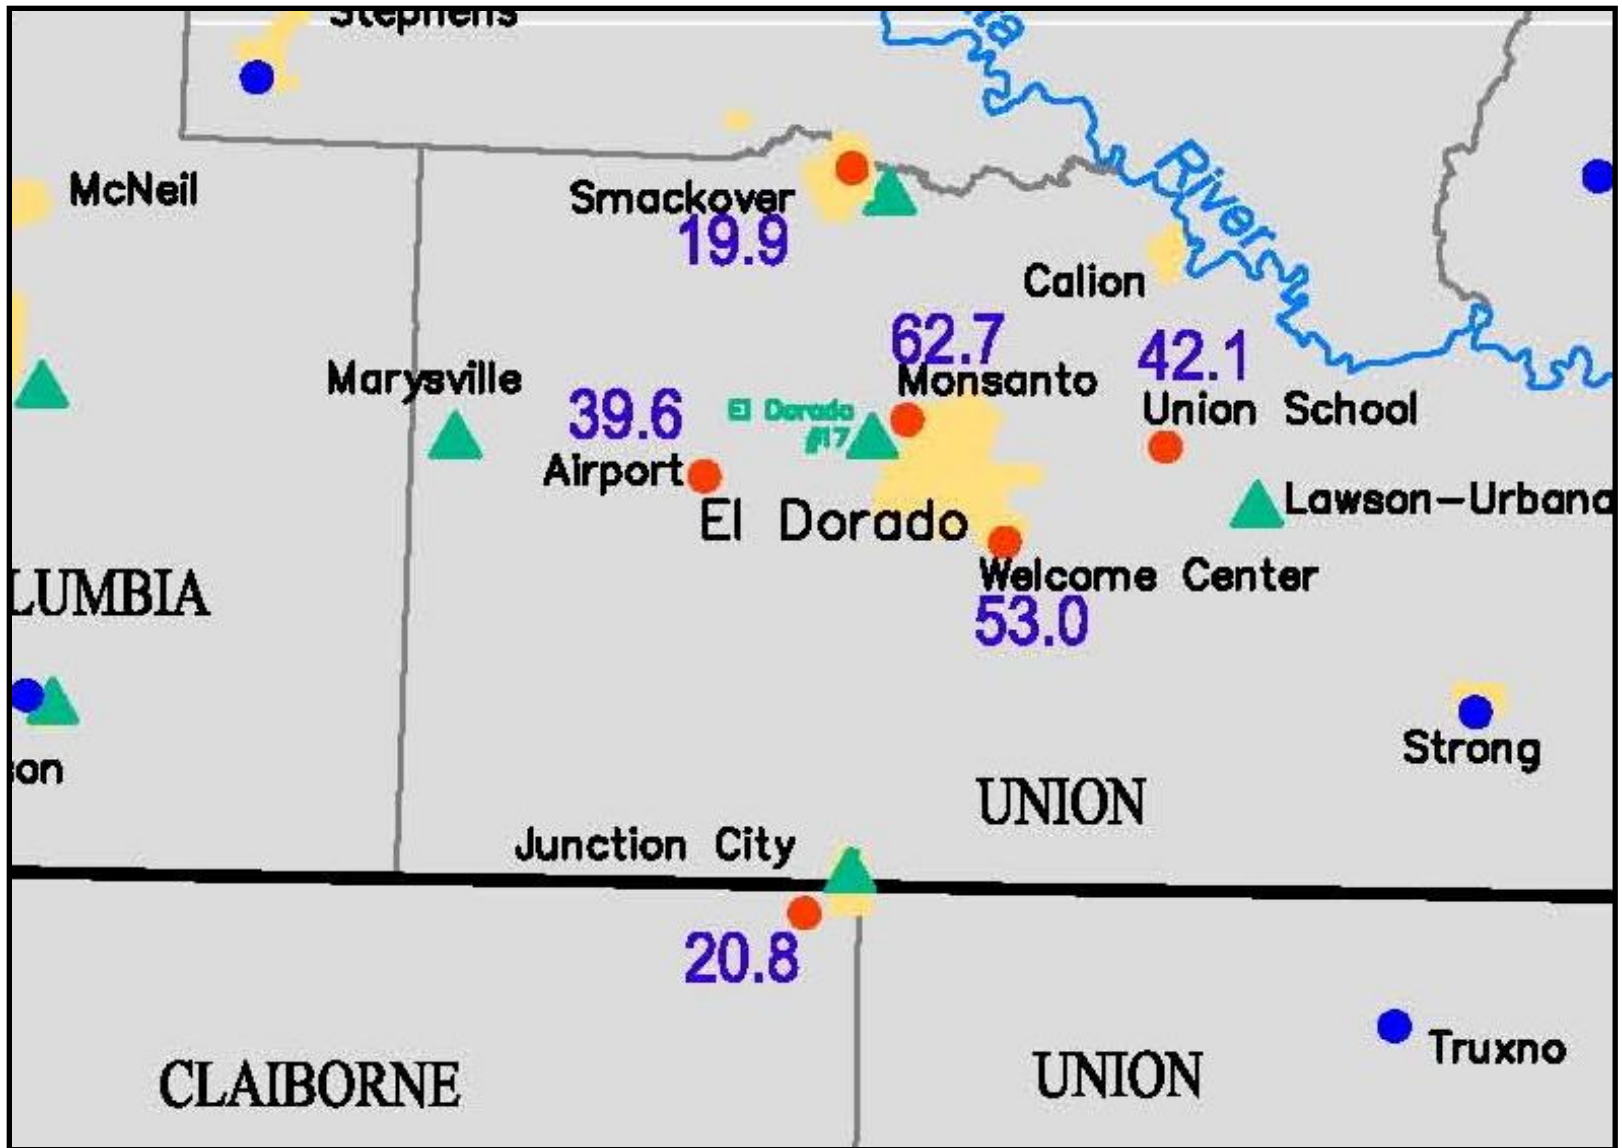 Stephens
River
McNeil
Smackover
19.9
Calion
62.7
Monsanto
42.1
Union School
Marysville
39.6
Airport
El Dorado
#17
El Dorado
Lawson-Urbana
Welcome Center
53.0
LUMBIA
Strong
UNION
Junction City
20.8
Truxno
CLAIBORNE
UNION